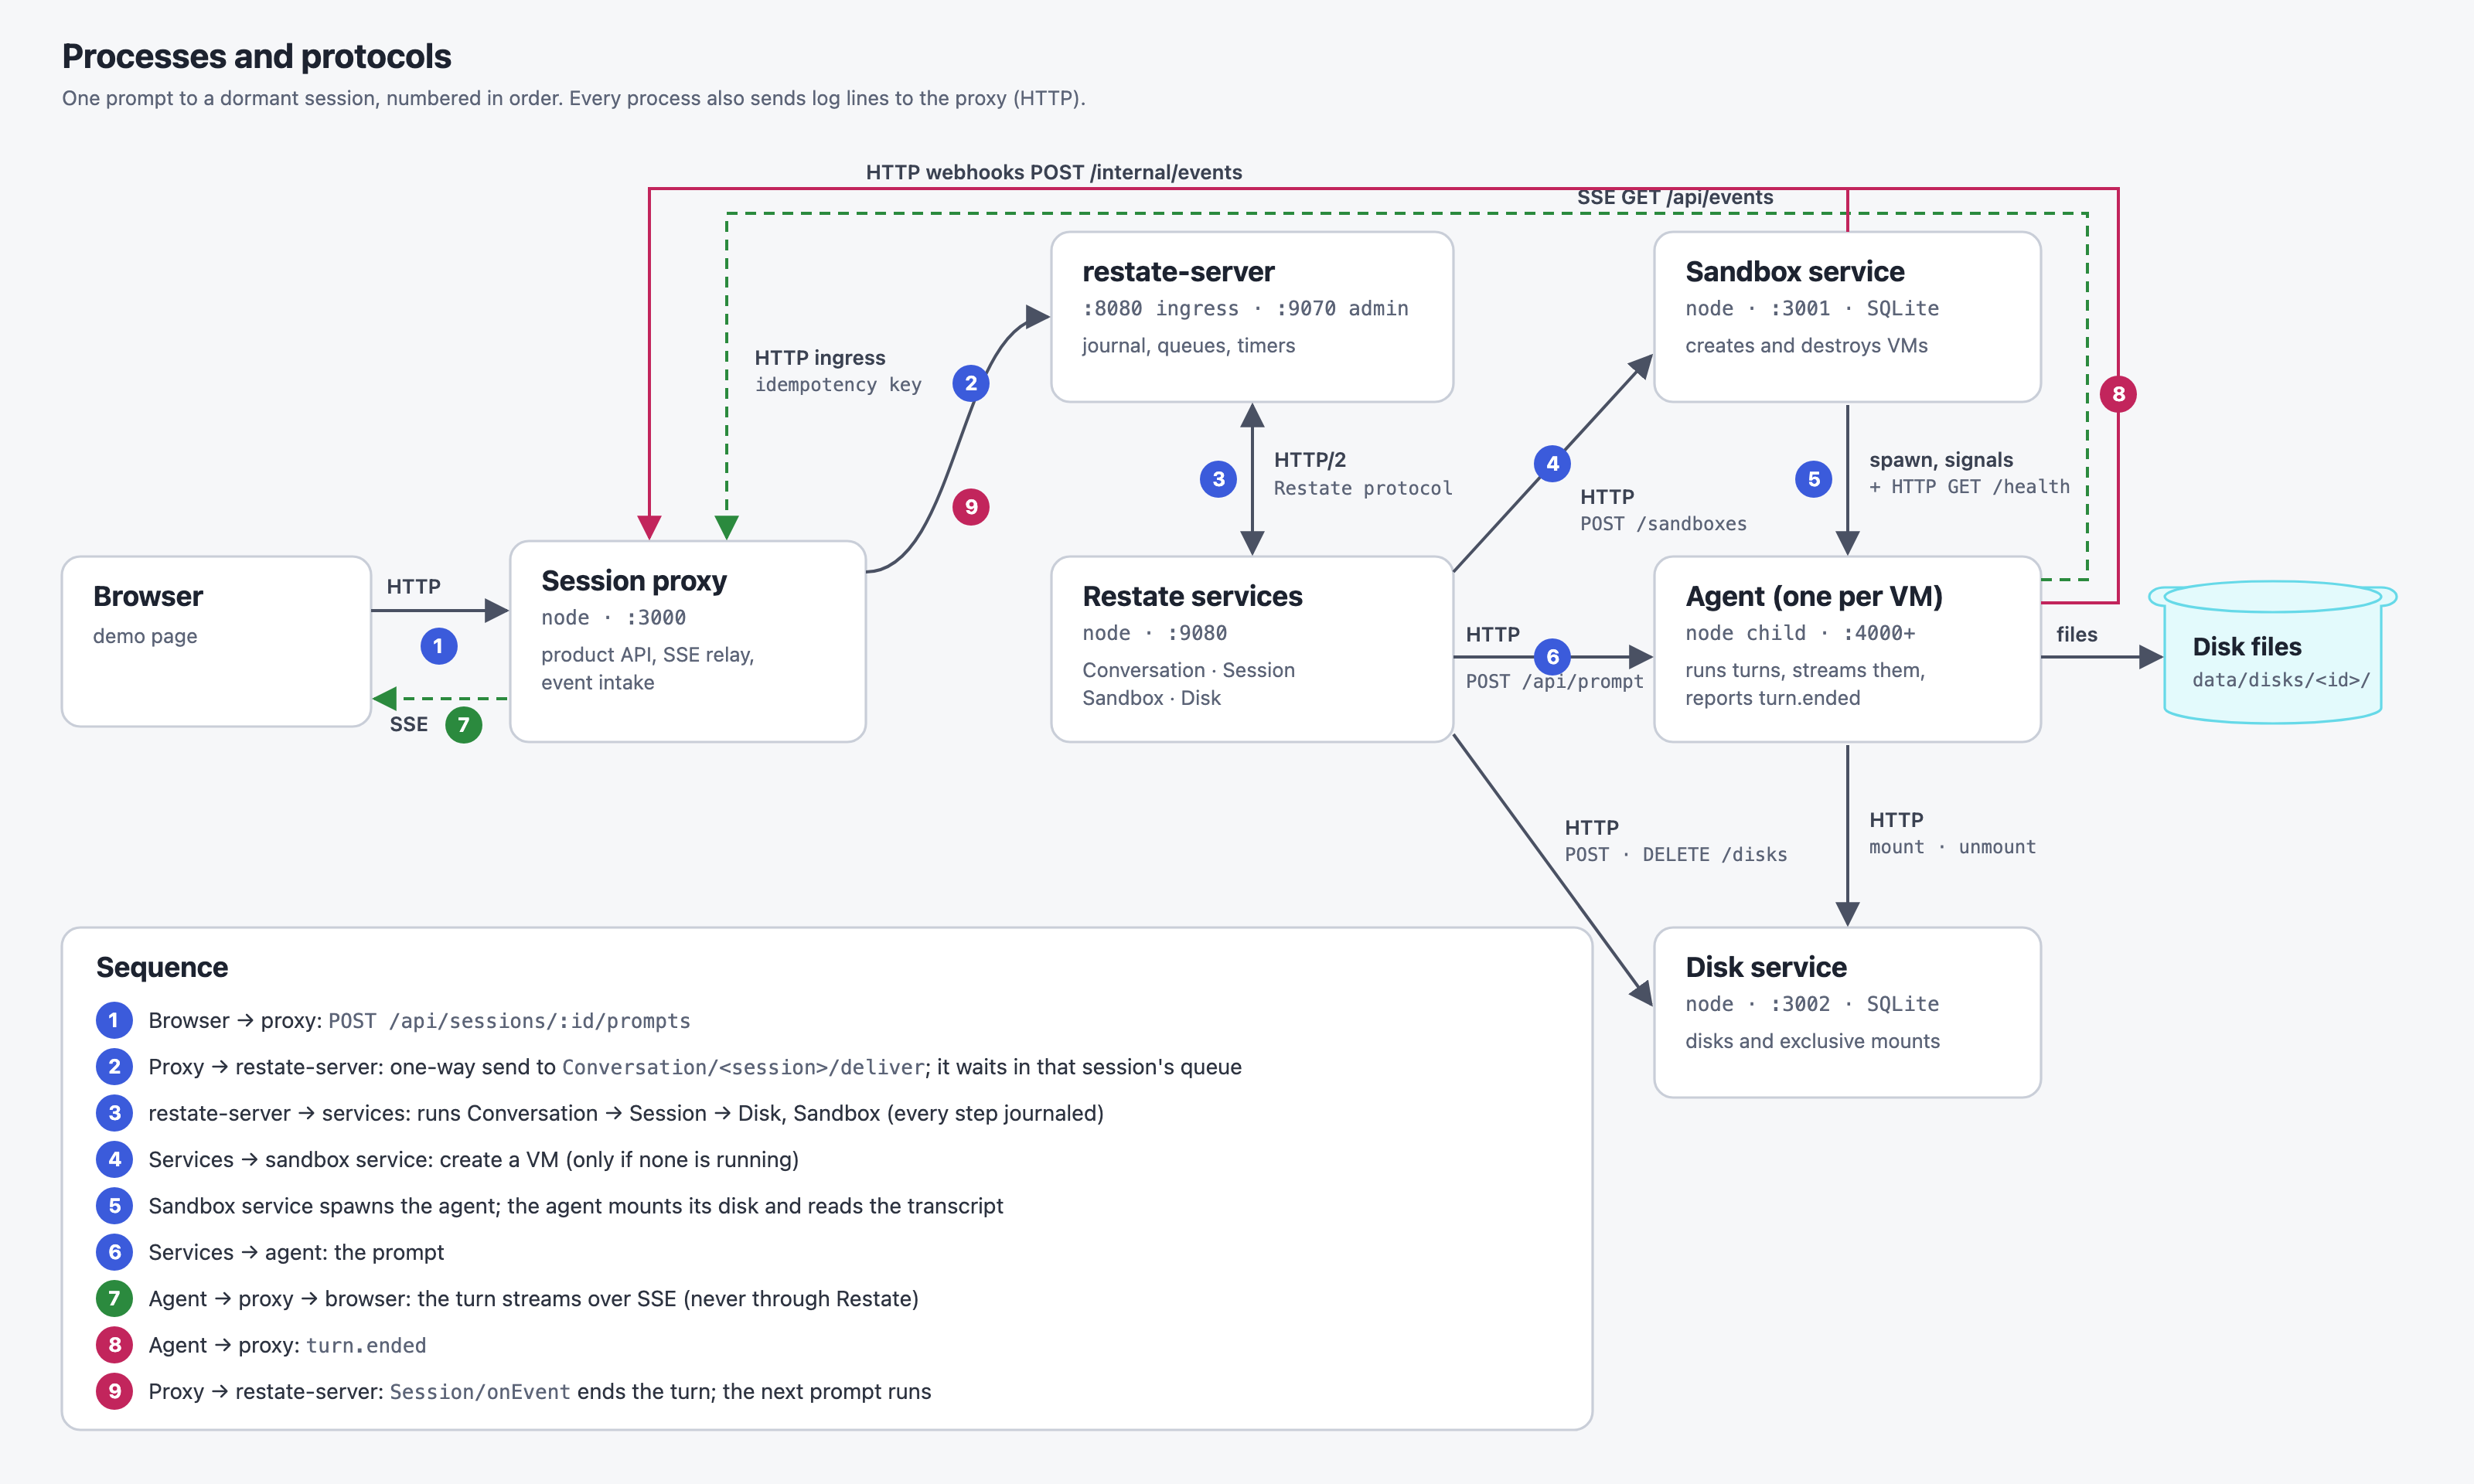 Processes and protocols
One prompt to a dormant session, numbered in order. Every process also sends log lines to the proxy (HTTP).
HTTP webhooks POST /internal/events
SSE GET /api/events
restate-server
:8080 ingress · :9070 admin
journal, queues, timers
Sandbox service
node · :3001 · SQLite
creates and destroys VMs
HTTP ingress
idempotency key
2
8
3
HTTP/2
Restate protocol
4
HTTP
POST /sandboxes
5
spawn, signals
+ HTTP GET /health
9
Browser
demo page
HTTP
1
SSE
7
Session proxy
node · :3000
product API, SSE relay,
event intake
Restate services
node · :9080
Conversation · Session
Sandbox · Disk
HTTP
6
POST /api/prompt
Agent (one per VM)
node child · :4000+
runs turns, streams them,
reports turn.ended
files
Disk files
data/disks/<id>/
HTTP
POST · DELETE /disks
HTTP
mount · unmount
Disk service
node · :3002 · SQLite
disks and exclusive mounts
Sequence
1 Browser → proxy: POST /api/sessions/:id/prompts
2 Proxy → restate-server: one-way send to Conversation/<session>/deliver; it waits in that session's queue
3 restate-server → services: runs Conversation → Session → Disk, Sandbox (every step journaled)
4 Services → sandbox service: create a VM (only if none is running)
5 Sandbox service spawns the agent; the agent mounts its disk and reads the transcript
6 Services → agent: the prompt
7 Agent → proxy → browser: the turn streams over SSE (never through Restate)
8 Agent → proxy: turn.ended
9 Proxy → restate-server: Session/onEvent ends the turn; the next prompt runs